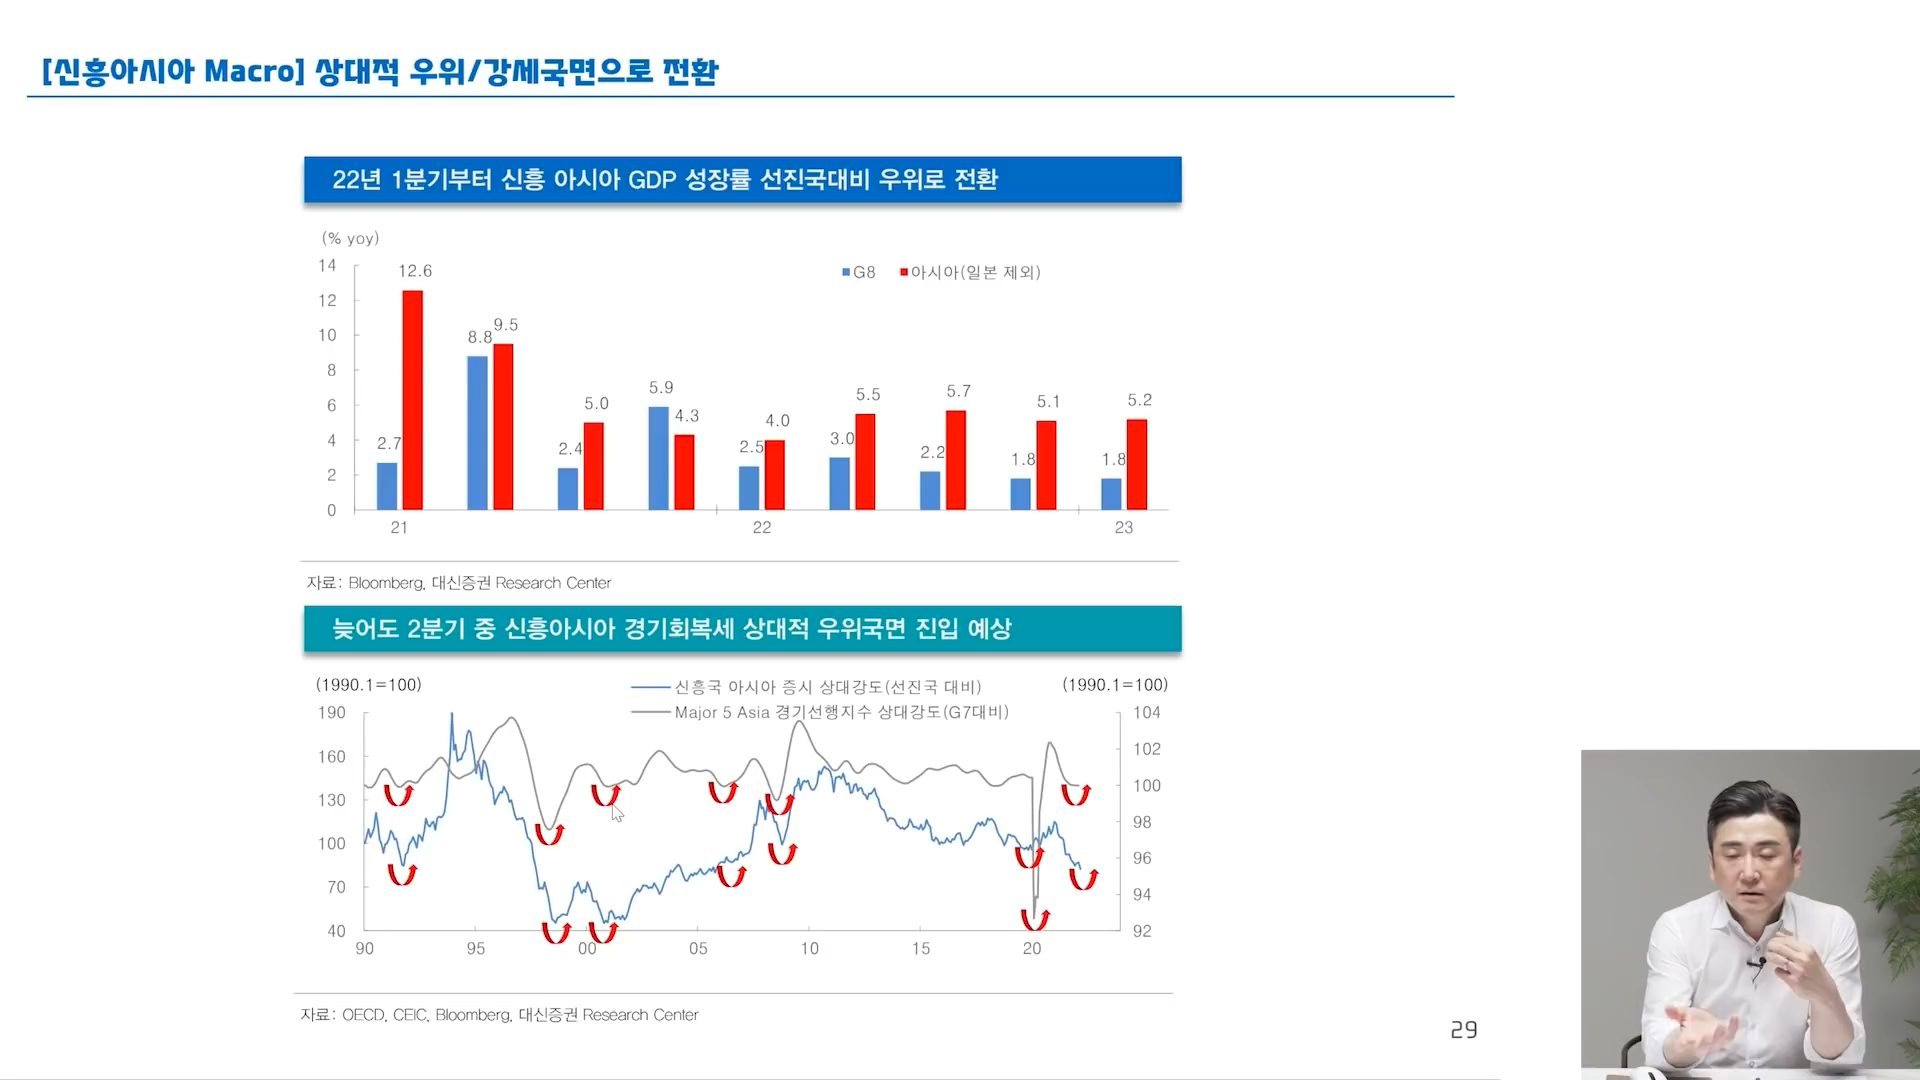 [신흥아시아 Macro] 상대적 우위/강세국면으로 전환
22년 1분기부터 신흥 아시아 GDP 성장률 선진국대비 우위로 전환
(% yoy)
G8 아시아(일본 제외)
14
12
10
8
6
4
2
0
2.7 12.6
8.8 9.5
2.4 5.0
5.9 4.3
2.5 4.0
3.0 5.5
2.2 5.7
1.8 5.1
1.8 5.2
21 22 23
자료: Bloomberg, 대신증권 Research Center
늦어도 2분기 중 신흥아시아 경기회복세 상대적 우위국면 진입 예상
(1990.1=100) (1990.1=100)
신흥국 아시아 증시 상대강도(선진국 대비)
Major 5 Asia 경기선행지수 상대강도(G7대비)
190
160
130
100
70
40
104
102
100
98
96
94
92
90 95 00 05 10 15 20
자료: OECD, CEIC, Bloomberg, 대신증권 Research Center
29